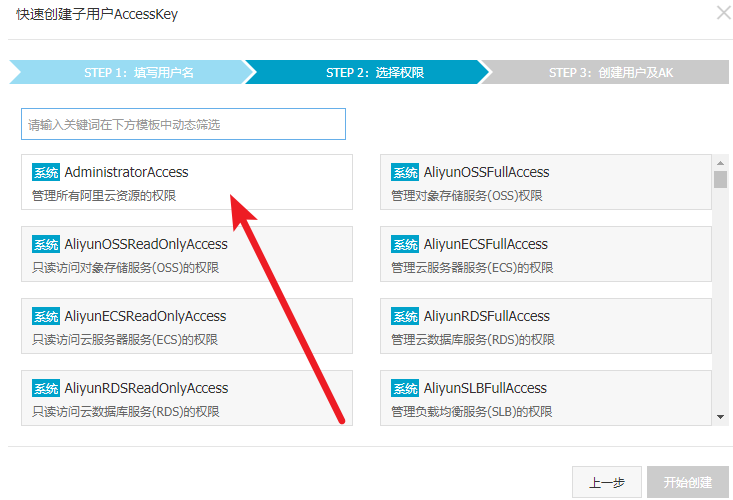 快速创建子用户AccessKey
STEP 1：填写用户名
STEP 2：选择权限
STEP 3：创建用户及AK
请输入关键词在下方模板中动态筛选
系统 AdministratorAccess
管理所有阿里云资源的权限
系统 AliyunOSSFullAccess
管理对象存储服务(OSS)权限
系统 AliyunOSSReadOnlyAccess
只读访问对象存储服务(OSS)的权限
系统 AliyunECSFullAccess
管理云服务器服务(ECS)的权限
系统 AliyunECSReadOnlyAccess
只读访问云服务器服务(ECS)的权限
系统 AliyunRDSFullAccess
管理云数据库服务(RDS)的权限
系统 AliyunRDSReadOnlyAccess
只读访问云数据库服务(RDS)的权限
系统 AliyunSLBFullAccess
管理负载均衡服务(SLB)的权限
上一步
开始创建